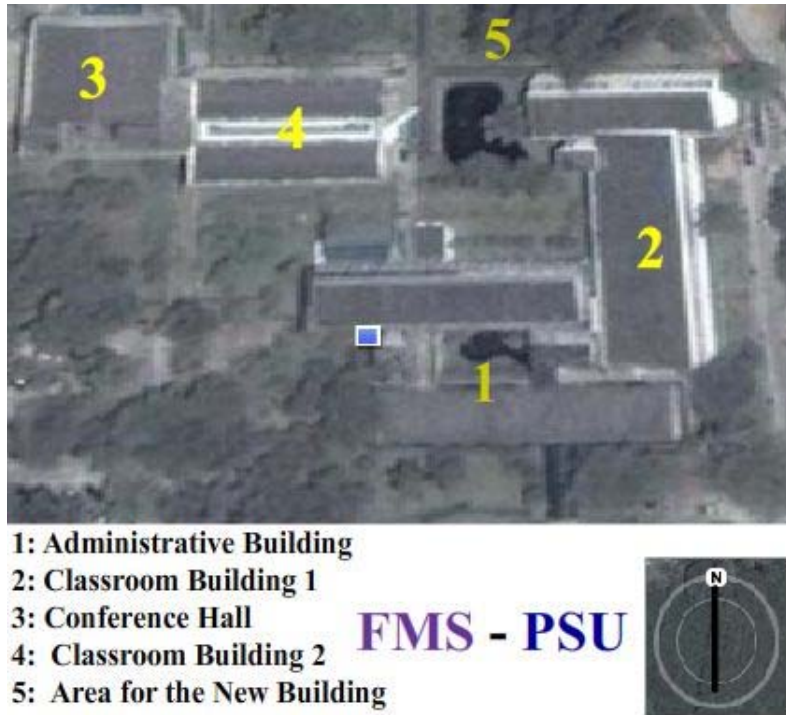 5
3
4
2
1
1: Administrative Building
2: Classroom Building 1
3: Conference Hall
4: Classroom Building 2
5: Area for the New Building
FMS - PSU
N